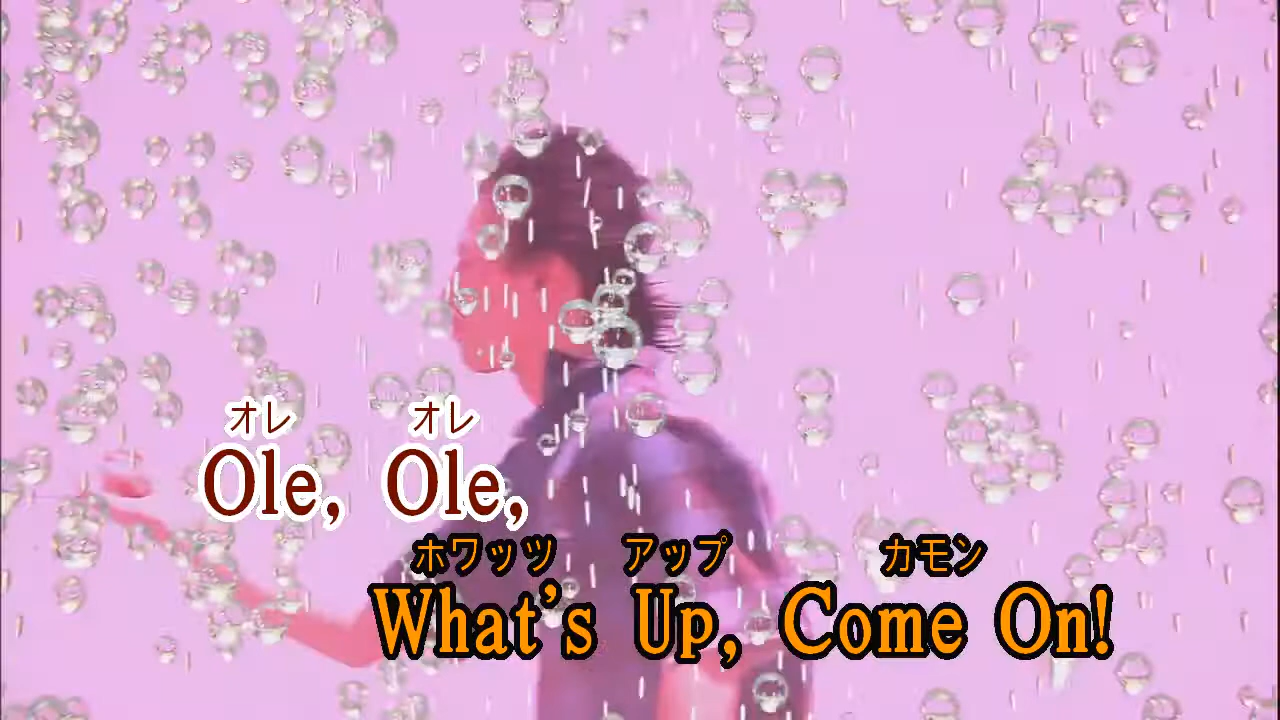 オレ オレ
Ole, Ole,
ホワッツ アップ カモン
What's Up, Come On!